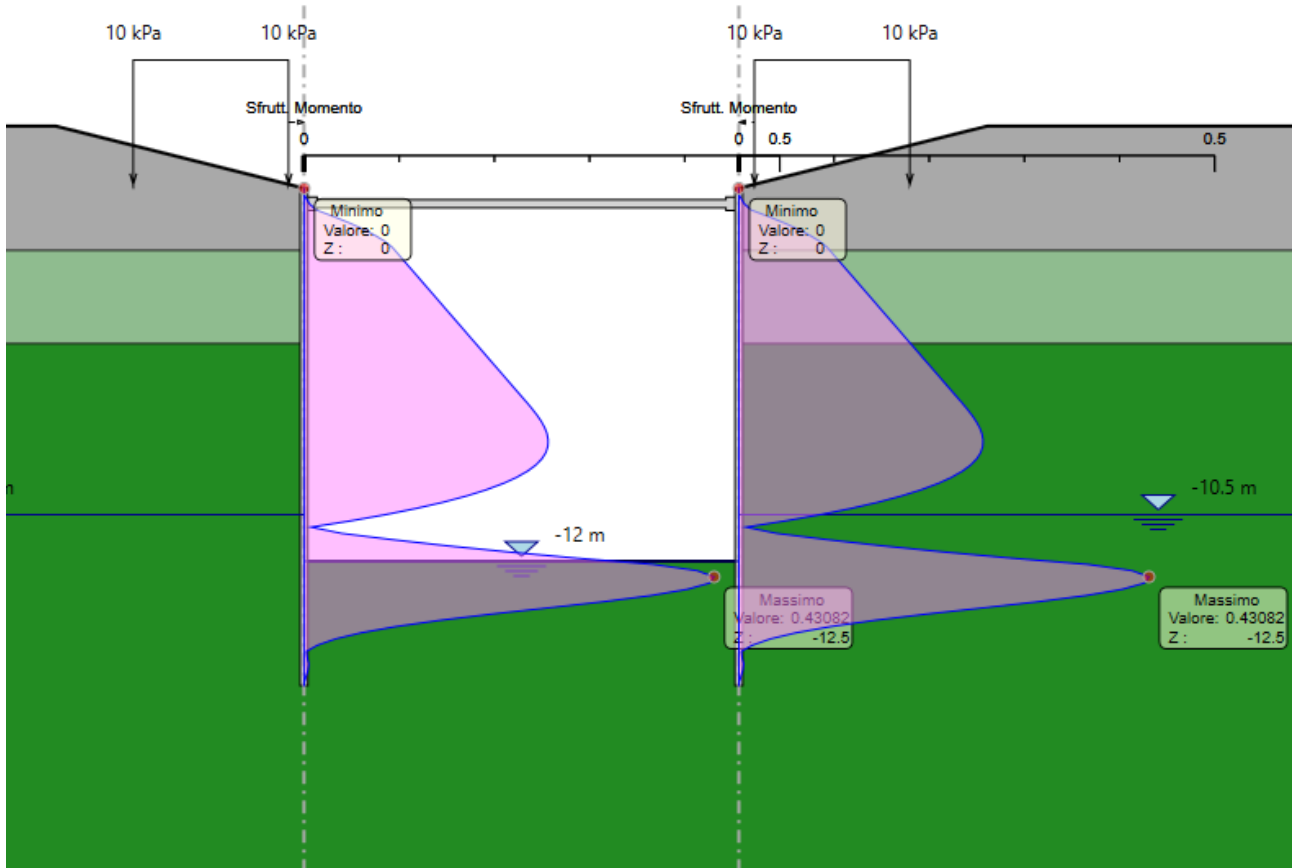 10 kPa
10 kPa
10 kPa
10 kPa
Sfrutt. Momento
Sfrutt. Momento
0
0
0.5
0.5
Minimo
Valore: 0
Z : 0
Minimo
Valore: 0
Z : 0
m
-10.5 m
-12 m
Massimo
Valore: 0.43082
Z : -12.5
Massimo
Valore: 0.43082
Z : -12.5